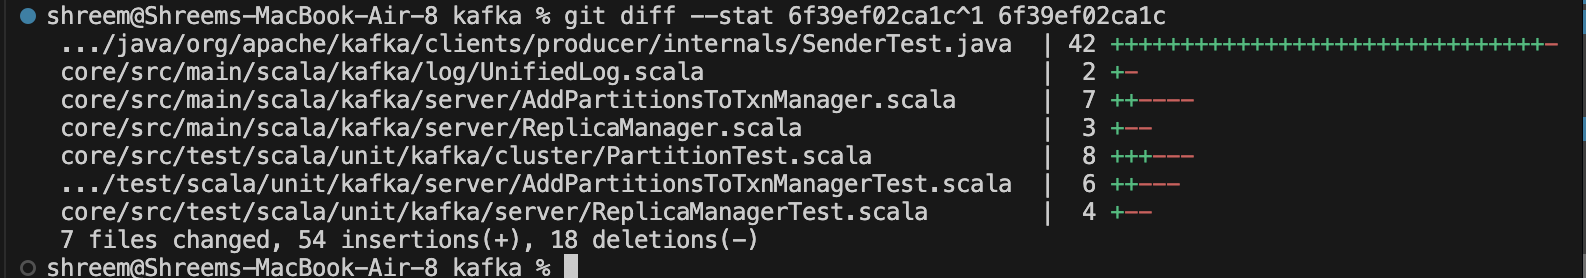 shreem@Shreems-MacBook-Air-8 kafka % git diff --stat 6f39ef02ca1c^1 6f39ef02ca1c
.../java/org/apache/kafka/clients/producer/internals/SenderTest.java | 42 +++++++++++++++++++++++++++++++-
core/src/main/scala/kafka/log/UnifiedLog.scala | 2 +-
core/src/main/scala/kafka/server/AddPartitionsToTxnManager.scala | 7 ++----
core/src/main/scala/kafka/server/ReplicaManager.scala | 3 +--
core/src/test/scala/unit/kafka/cluster/PartitionTest.scala | 8 +++---
.../test/scala/unit/kafka/server/AddPartitionsToTxnManagerTest.scala | 6 ++---
core/src/test/scala/unit/kafka/server/ReplicaManagerTest.scala | 4 +--
7 files changed, 54 insertions(+), 18 deletions(-)
shreem@Shreems-MacBook-Air-8 kafka %